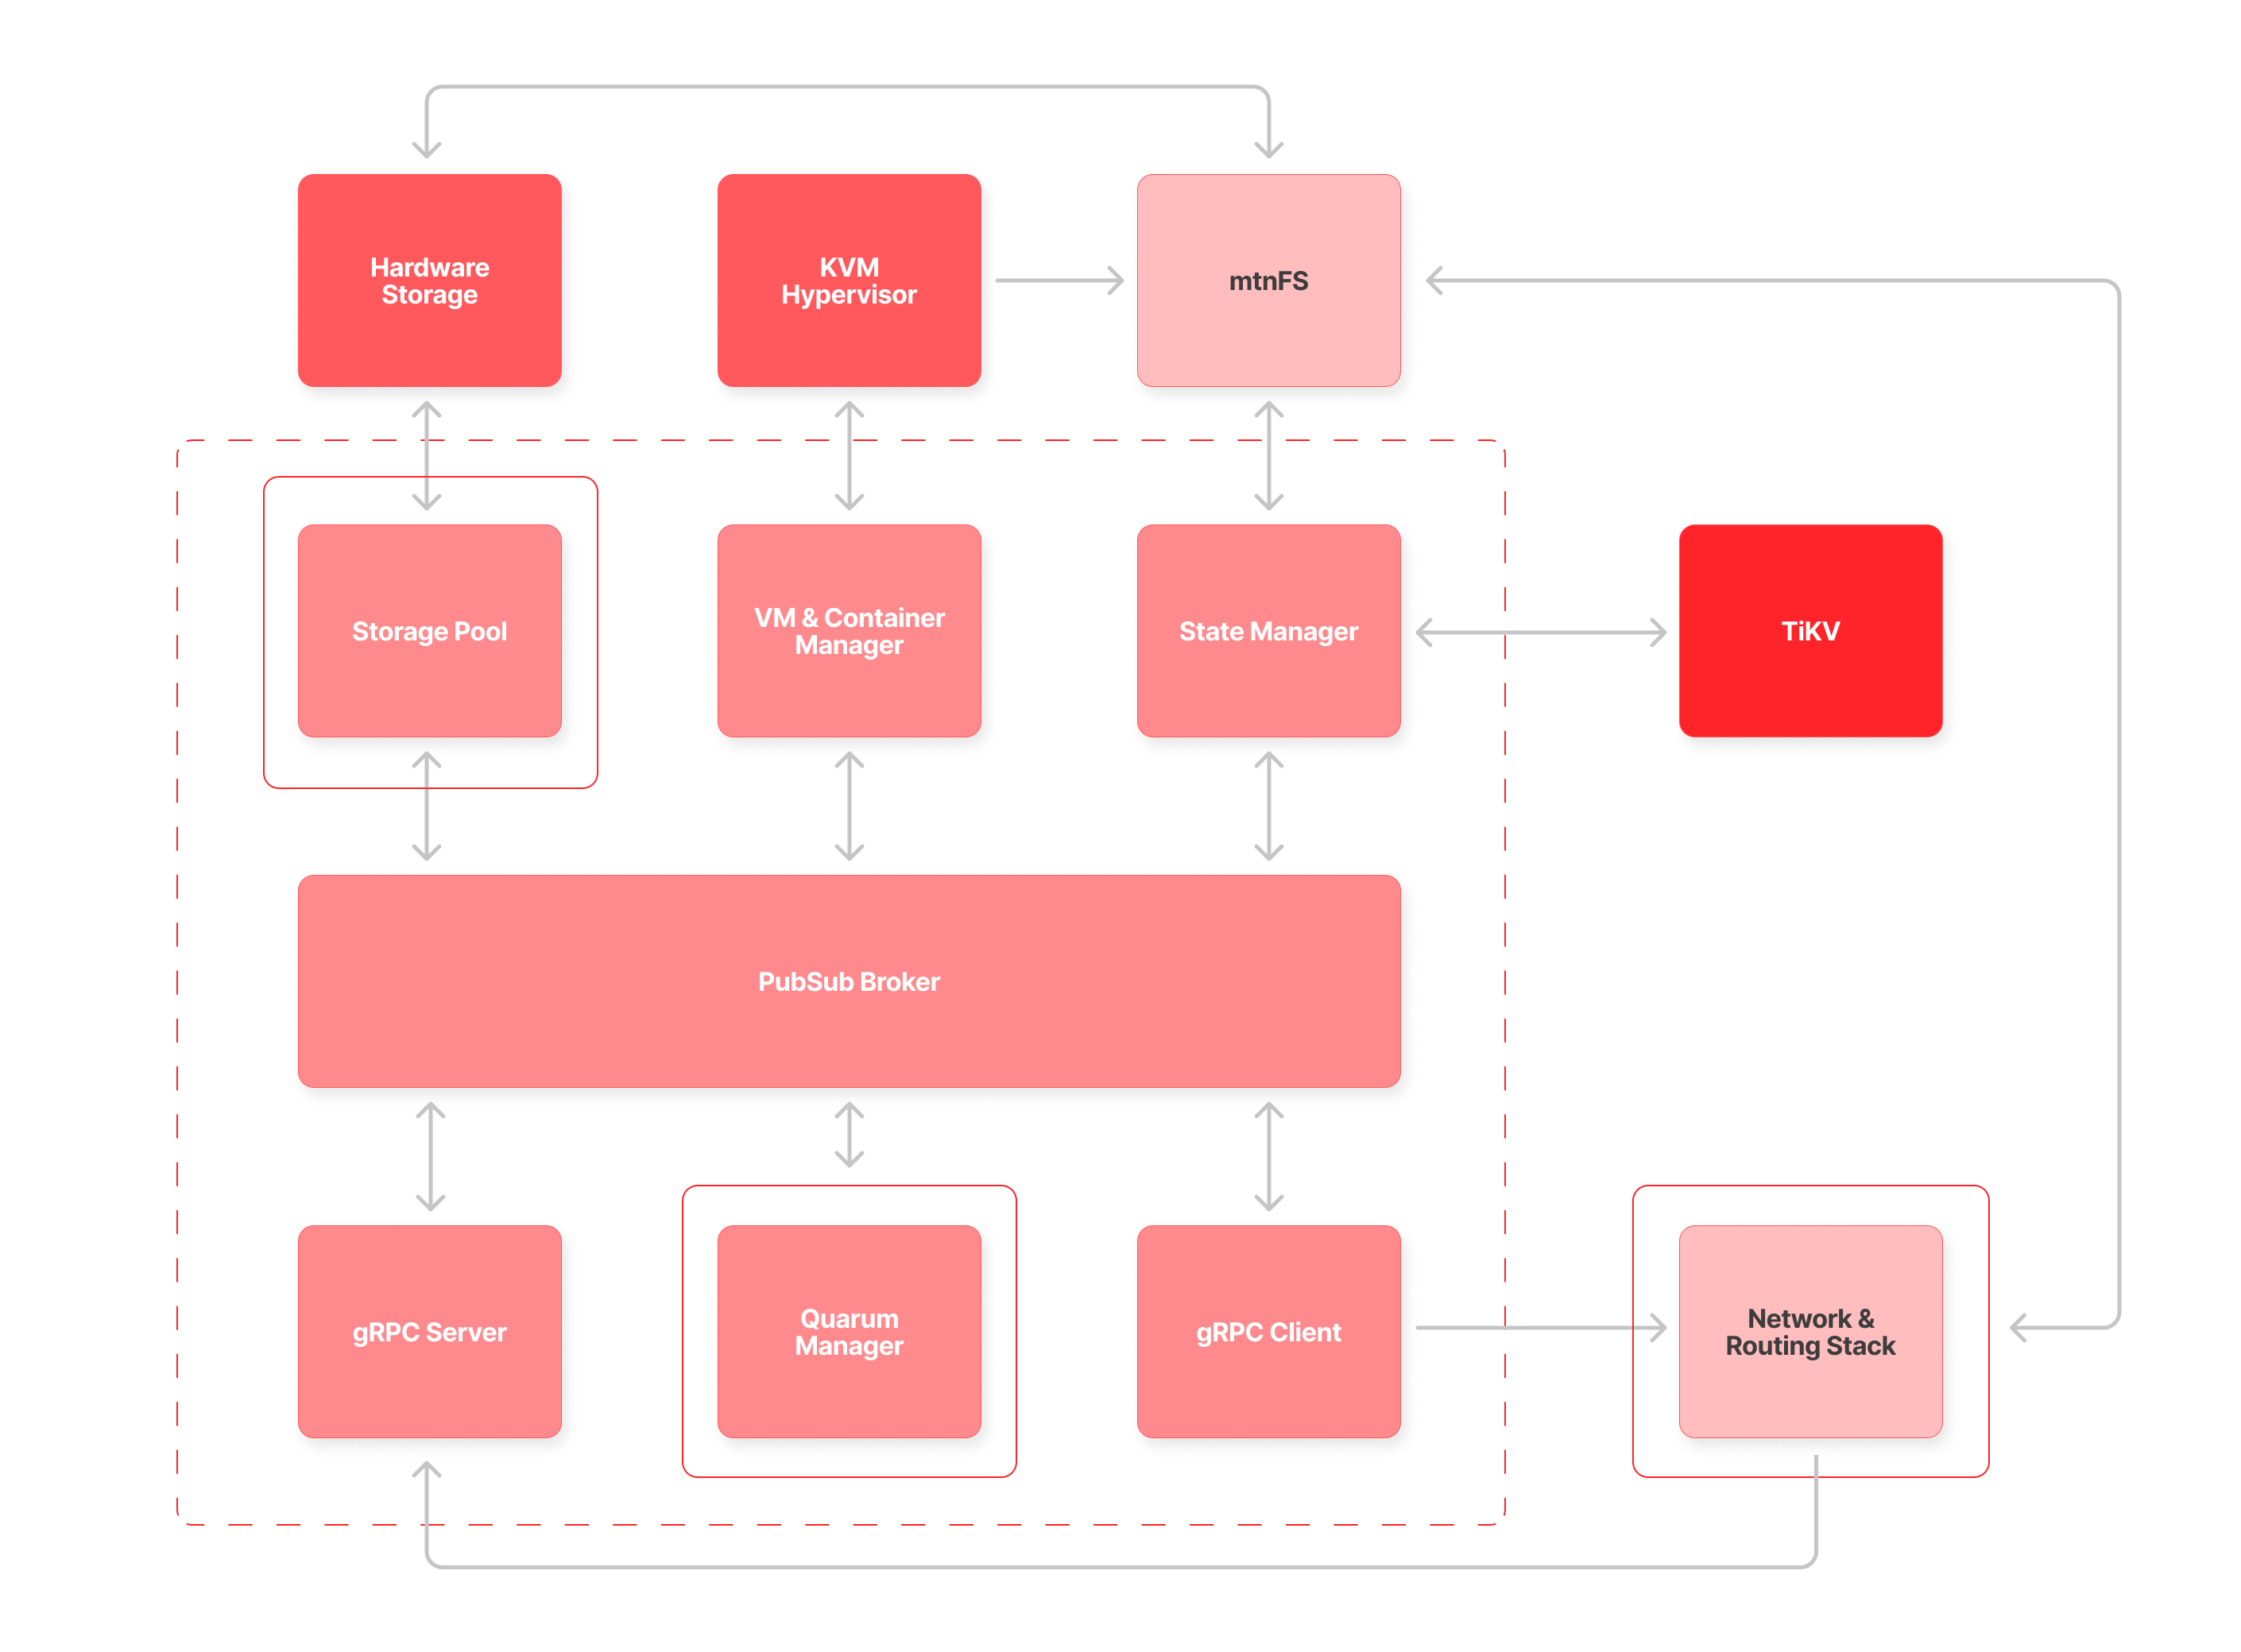 Hardware
Storage
KVM
Hypervisor
mtnFS
Storage Pool
VM & Container
Manager
State Manager
TiKV
PubSub Broker
gRPC Server
Quarum
Manager
gRPC Client
Network &
Routing Stack